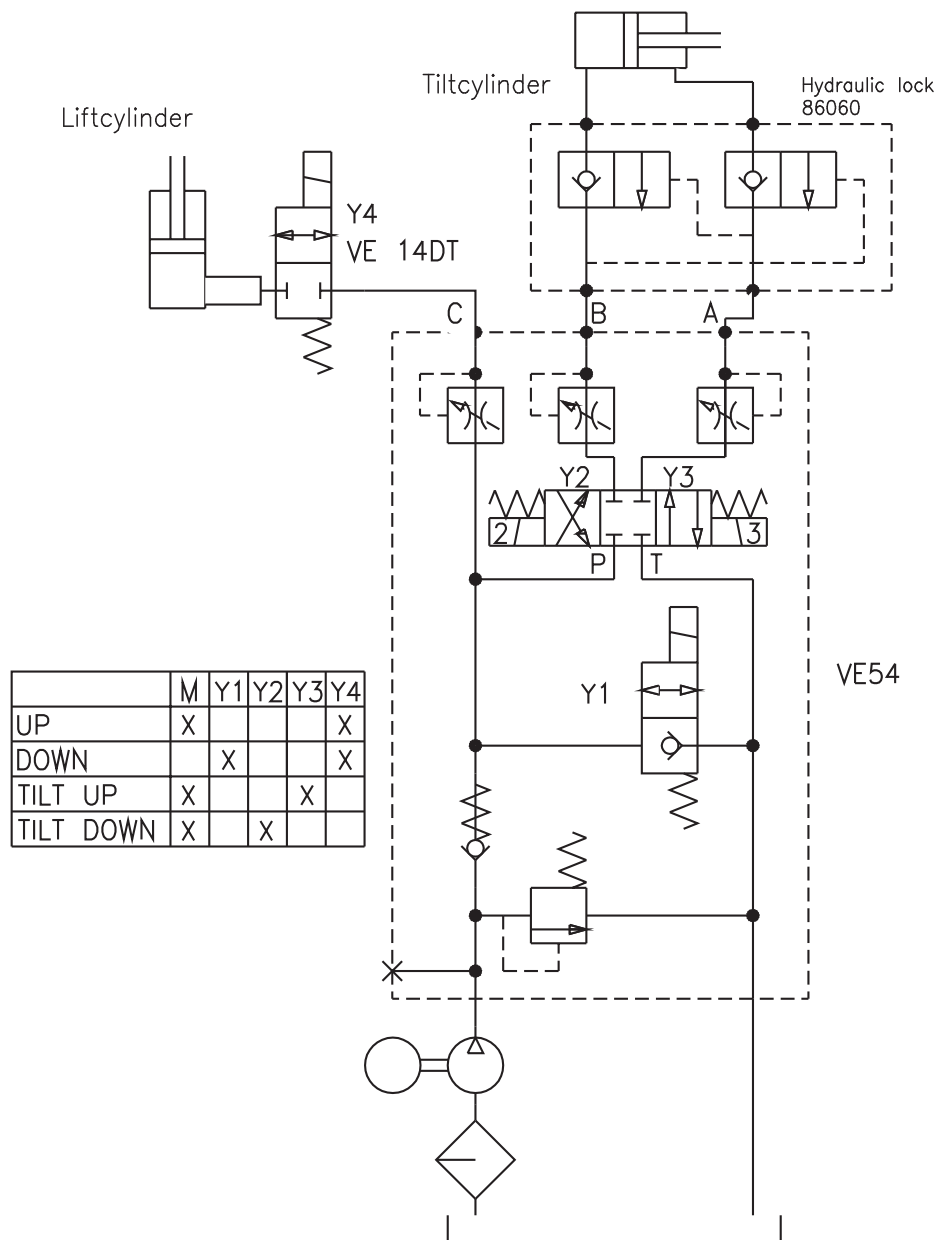 Tiltcylinder
Hydraulic lock
86060
Liftcylinder
Y4
VE 14DT
C
B
A
Y2
Y3
2
3
P
T
Y1
VE54
M Y1 Y2 Y3 Y4
UP X X
DOWN X X
TILT UP X X
TILT DOWN X X